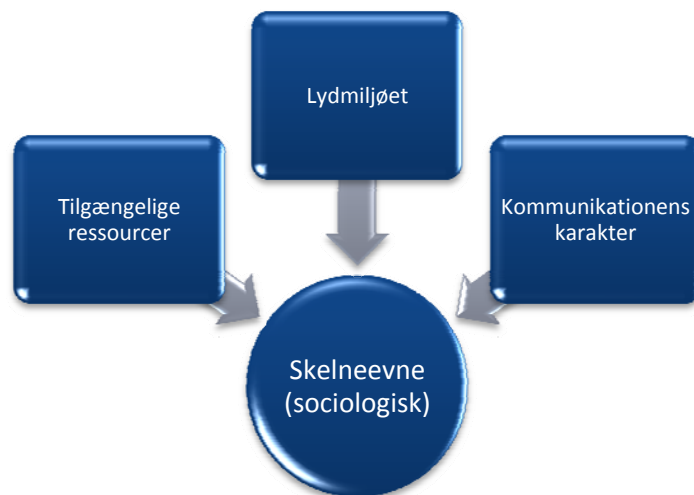 Lydmiljøet
Tilgængelige
ressourcer
Kommunikationens
karakter
Skelneevne
(sociologisk)